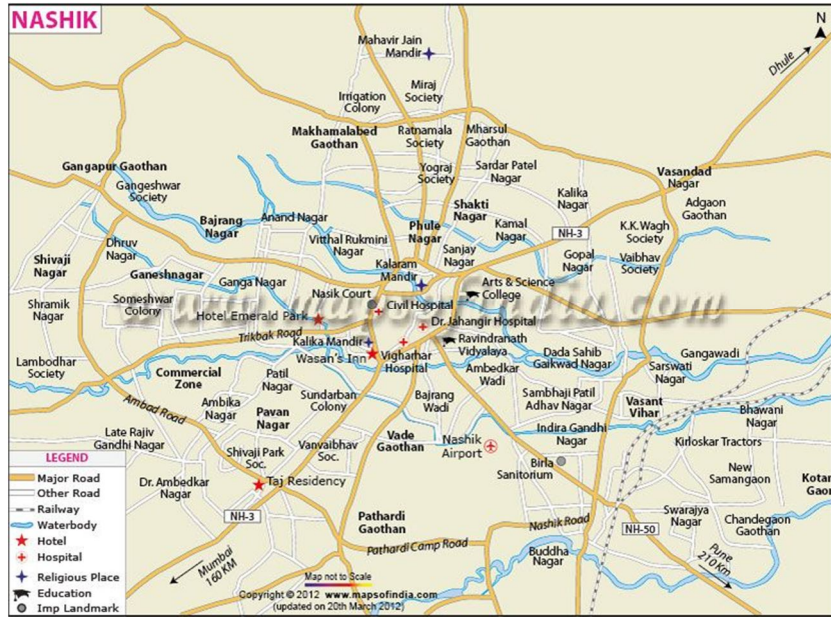 NASHIK
N
Mahavir Jain
Mandir
Dhule
Miraj
Society
Irrigation
Colony
Makhamalabed
Gaothan
Ratnamala
Society
Mharsul
Gaothan
Gangapur Gaothan
Gangeshwar
Society
Yograj
Society
Sardar Patel
Nagar
Vasandad
Nagar
Kalika
Nagar
Adgaon
Gaothan
Bajrang
Nagar
Anand Nagar
Shakti
Nagar
Phule
Nagar
Kamal
Nagar
NH-3
K.K.Wagh
Society
Dhruv
Nagar
Vitthal Rukmini
Nagar
Sanjay
Nagar
Gopal
Nagar
Vaibhav
Society
Shivaji
Nagar
Ganeshnagar
Kalaram
Mandir
Ganga Nagar
Arts & Science
College
Shramik
Nagar
Someshwar
Colony
Nasik Court
Civil Hospital
www.mapsofindia.com
Hotel Emerald Park
Dr.Jahangir Hospital
Trikbak Road
Kalika Mandir
Ravindranath
Vidyalaya
Wasan's Inn
Vigharhar
Hospital
Dada Sahib
Gaikwad Nagar
Gangawadi
Lambodhar
Society
Commercial
Zone
Patil
Nagar
Ambedkar
Wadi
Sarswati
Nagar
Ambad Road
Ambika
Nagar
Sundarban
Colony
Bajrang
Wadi
Sambhaji Patil
Adhav Nagar
Vasant
Vihar
Pavan
Nagar
Bhawani
Nagar
Late Rajiv
Gandhi Nagar
Vade
Gaothan
Indira Gandhi
Nagar
Shivaji Park
Soc.
Vanvaibhav
Soc.
Nashik
Airport
Kirloskar Tractors
Birla
Sanitorium
New
Samangaon
Dr. Ambedkar
Nagar
Taj Residency
Kotar
Gaot
NH-3
Pathardi
Gaothan
Nashik Road
NH-50
Swarajya
Nagar
Chandegaon
Gaothan
Pathardi Camp Road
Buddha
Nagar
Mumbai
160 KM
Pune
210 Km
LEGEND
Major Road
Other Road
Railway
Waterbody
Hotel
Hospital
Religious Place
Education
Imp Landmark
Map not to Scale
Copyright © 2012 www.mapsofindia.com
(updated on 20th March 2012)